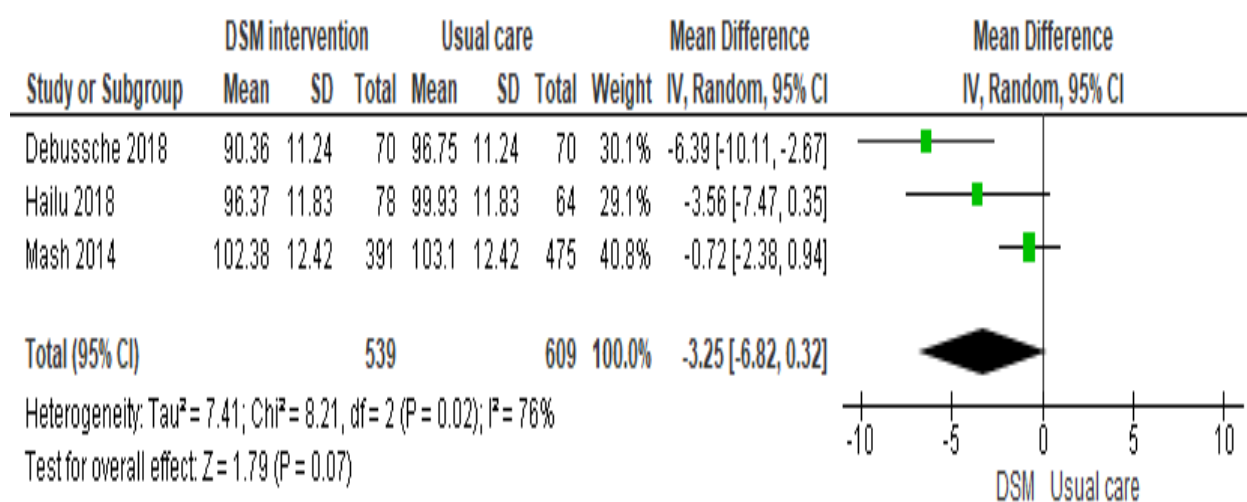 DSM intervention Usual care Mean Difference Mean Difference
Study or Subgroup Mean SD Total Mean SD Total Weight IV, Random, 95% CI IV, Random, 95% CI
Debussche 2018 90.36 11.24 70 96.75 11.24 70 30.1% -6.39 [-10.11, -2.67]
Hailu 2018 96.37 11.83 78 99.93 11.83 64 29.1% -3.56 [-7.47, 0.35]
Mash 2014 102.38 12.42 391 103.1 12.42 475 40.8% -0.72 [-2.38, 0.94]
Total (95% CI) 539 609 100.0% -3.25 [-6.82, 0.32]
Heterogeneity: Tau² = 7.41; Chi² = 8.21, df = 2 (P = 0.02); I² = 76%
Test for overall effect: Z = 1.79 (P = 0.07)
-10 -5 0 5 10
DSM Usual care